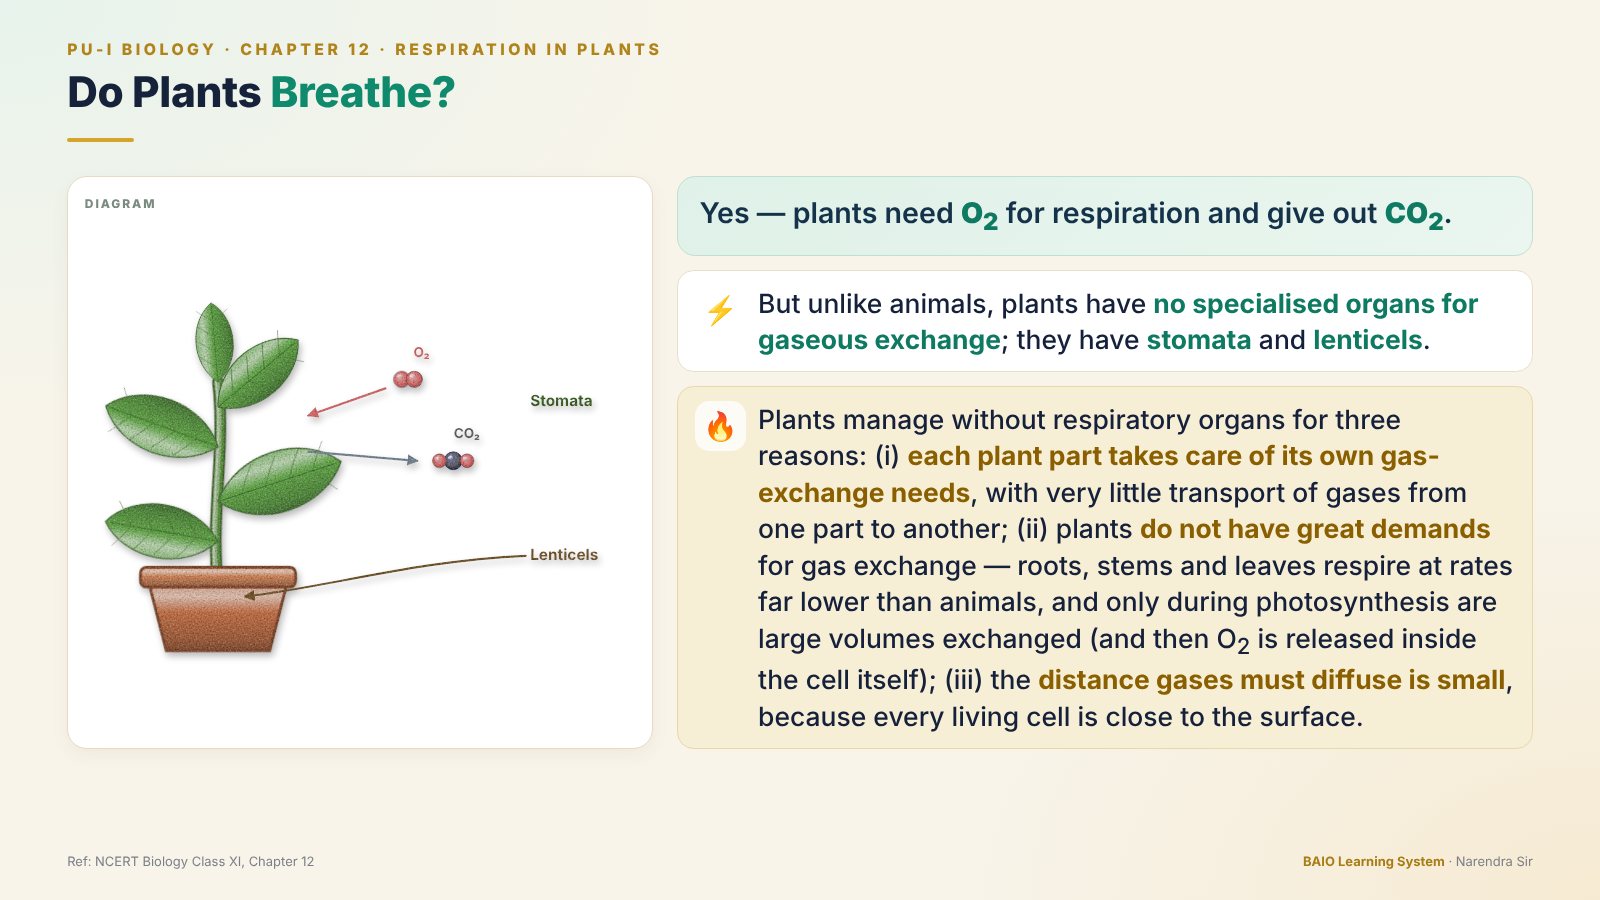 PU-I BIOLOGY · CHAPTER 12 · RESPIRATION IN PLANTS
Do Plants Breathe?
DIAGRAM
O₂
CO₂
Stomata
Lenticels
Yes — plants need O₂ for respiration and give out CO₂.
⚡ But unlike animals, plants have no specialised organs for
gaseous exchange; they have stomata and lenticels.
🔥 Plants manage without respiratory organs for three
reasons: (i) each plant part takes care of its own gas-
exchange needs, with very little transport of gases from
one part to another; (ii) plants do not have great demands
for gas exchange — roots, stems and leaves respire at rates
far lower than animals, and only during photosynthesis are
large volumes exchanged (and then O₂ is released inside
the cell itself); (iii) the distance gases must diffuse is small,
because every living cell is close to the surface.
Ref: NCERT Biology Class XI, Chapter 12
BAIO Learning System · Narendra Sir